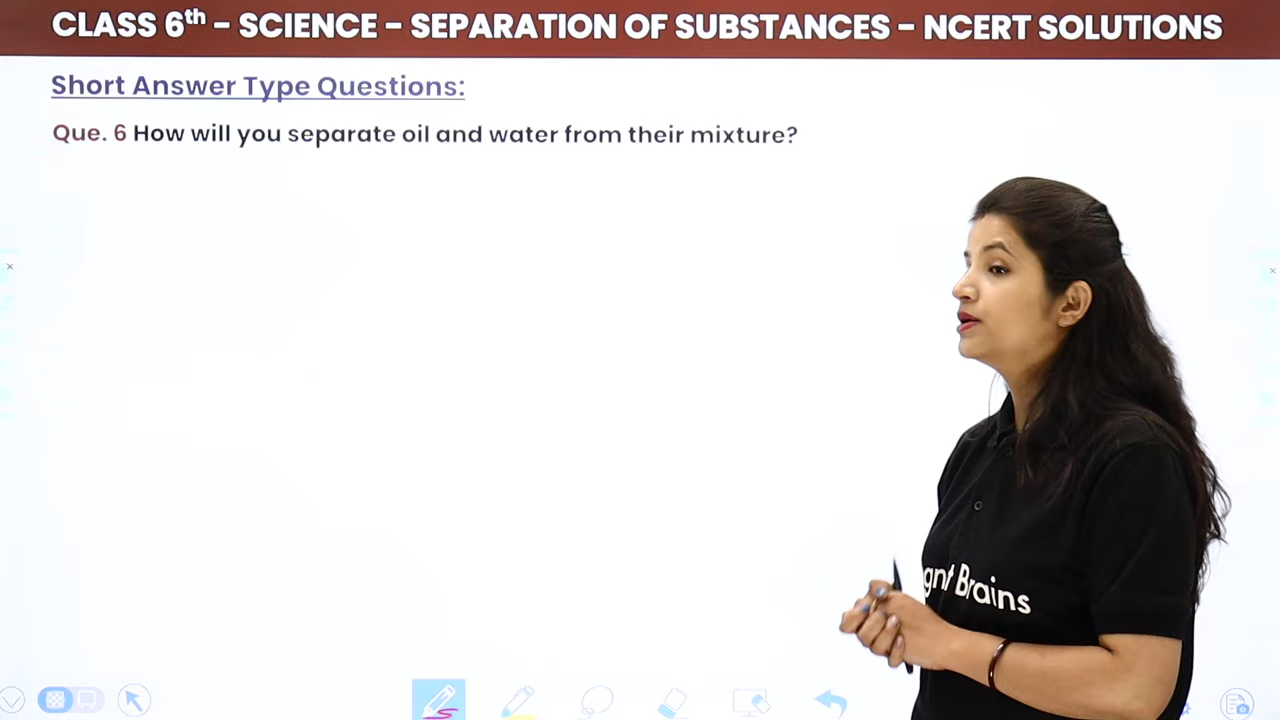 CLASS 6th – SCIENCE – SEPARATION OF SUBSTANCES – NCERT SOLUTIONS
Short Answer Type Questions:
Que. 6 How will you separate oil and water from their mixture?
gnt Brains